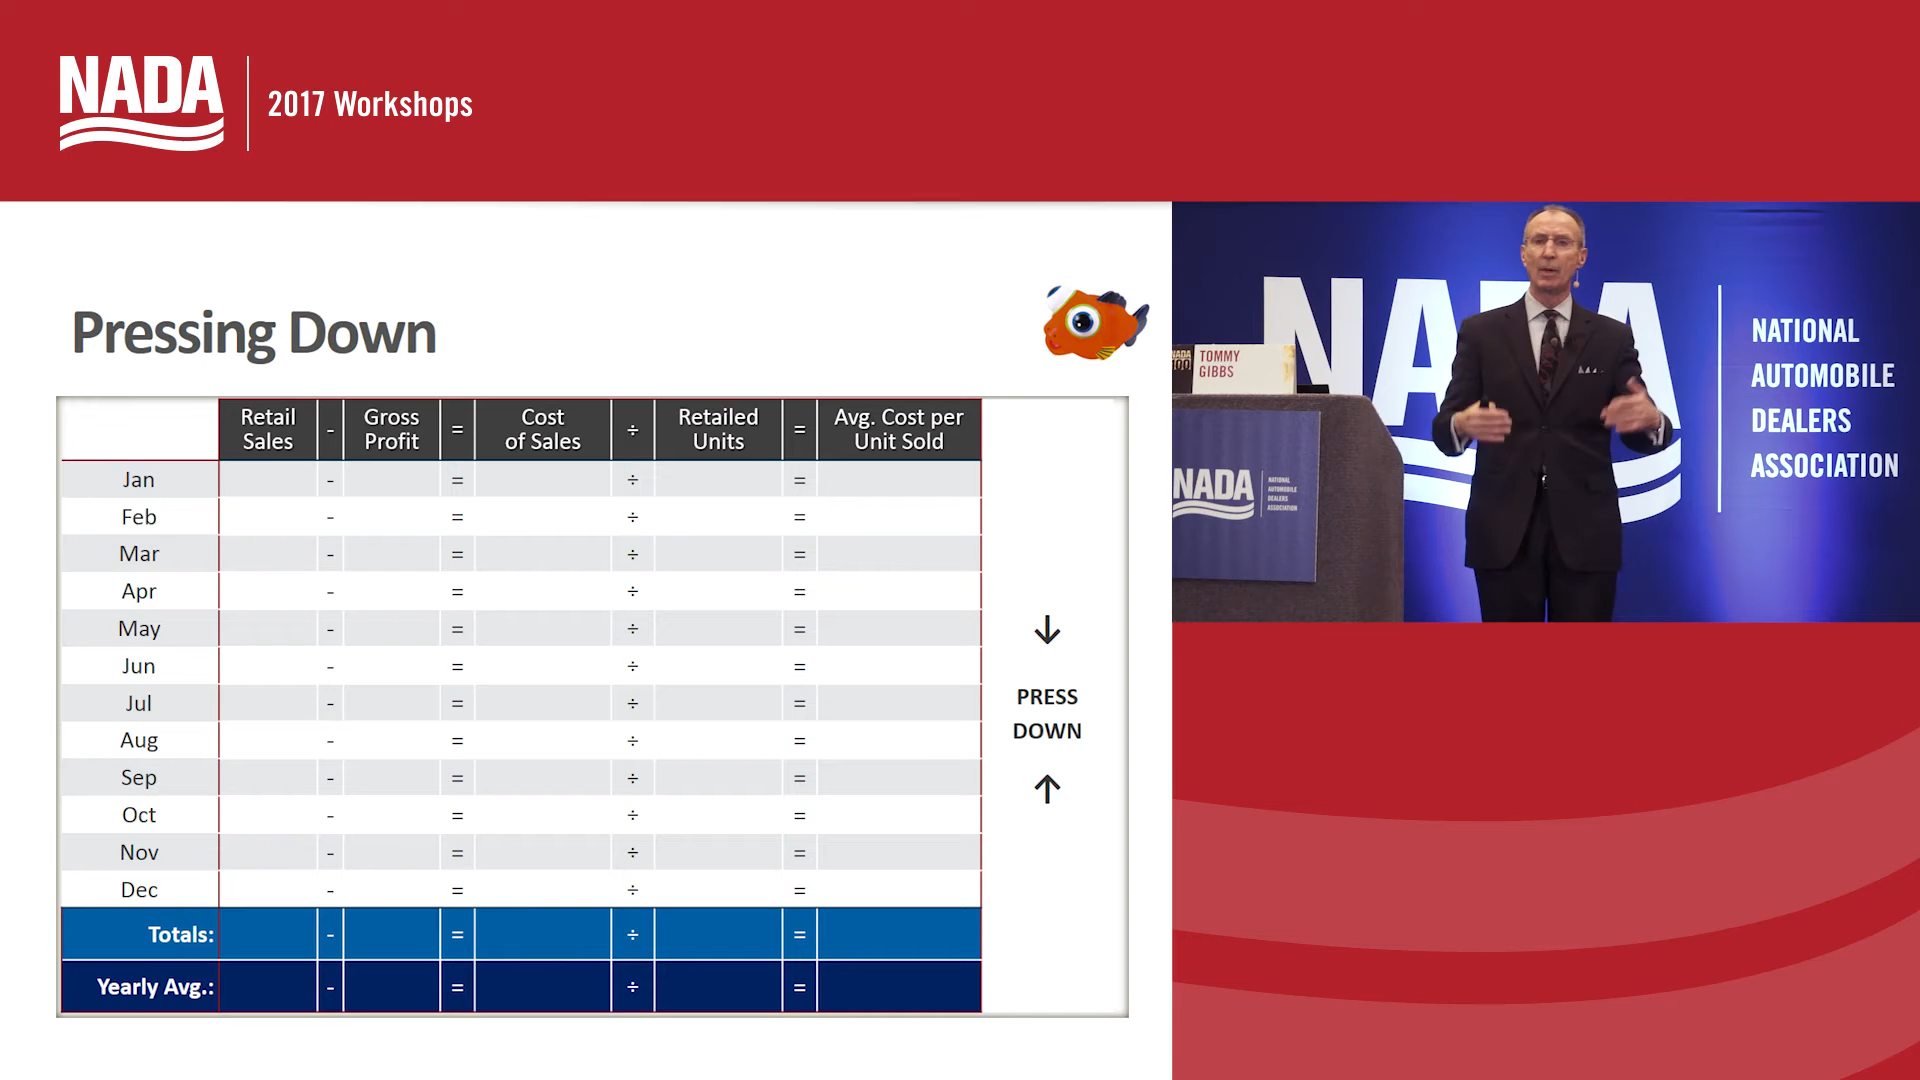 NADA
2017 Workshops
Pressing Down
Retail Sales - Gross Profit = Cost of Sales ÷ Retailed Units = Avg. Cost per Unit Sold
Jan - = ÷ =
Feb - = ÷ =
Mar - = ÷ =
Apr - = ÷ =
May - = ÷ =
Jun - = ÷ =
Jul - = ÷ =
Aug - = ÷ =
Sep - = ÷ =
Oct - = ÷ =
Nov - = ÷ =
Dec - = ÷ =
Totals: - = ÷ =
Yearly Avg.: - = ÷ =
↓
PRESS
DOWN
↑
NADA
NATIONAL
AUTOMOBILE
DEALERS
ASSOCIATION
NADA
100
TOMMY
GIBBS
NADA
NATIONAL
AUTOMOBILE
DEALERS
ASSOCIATION